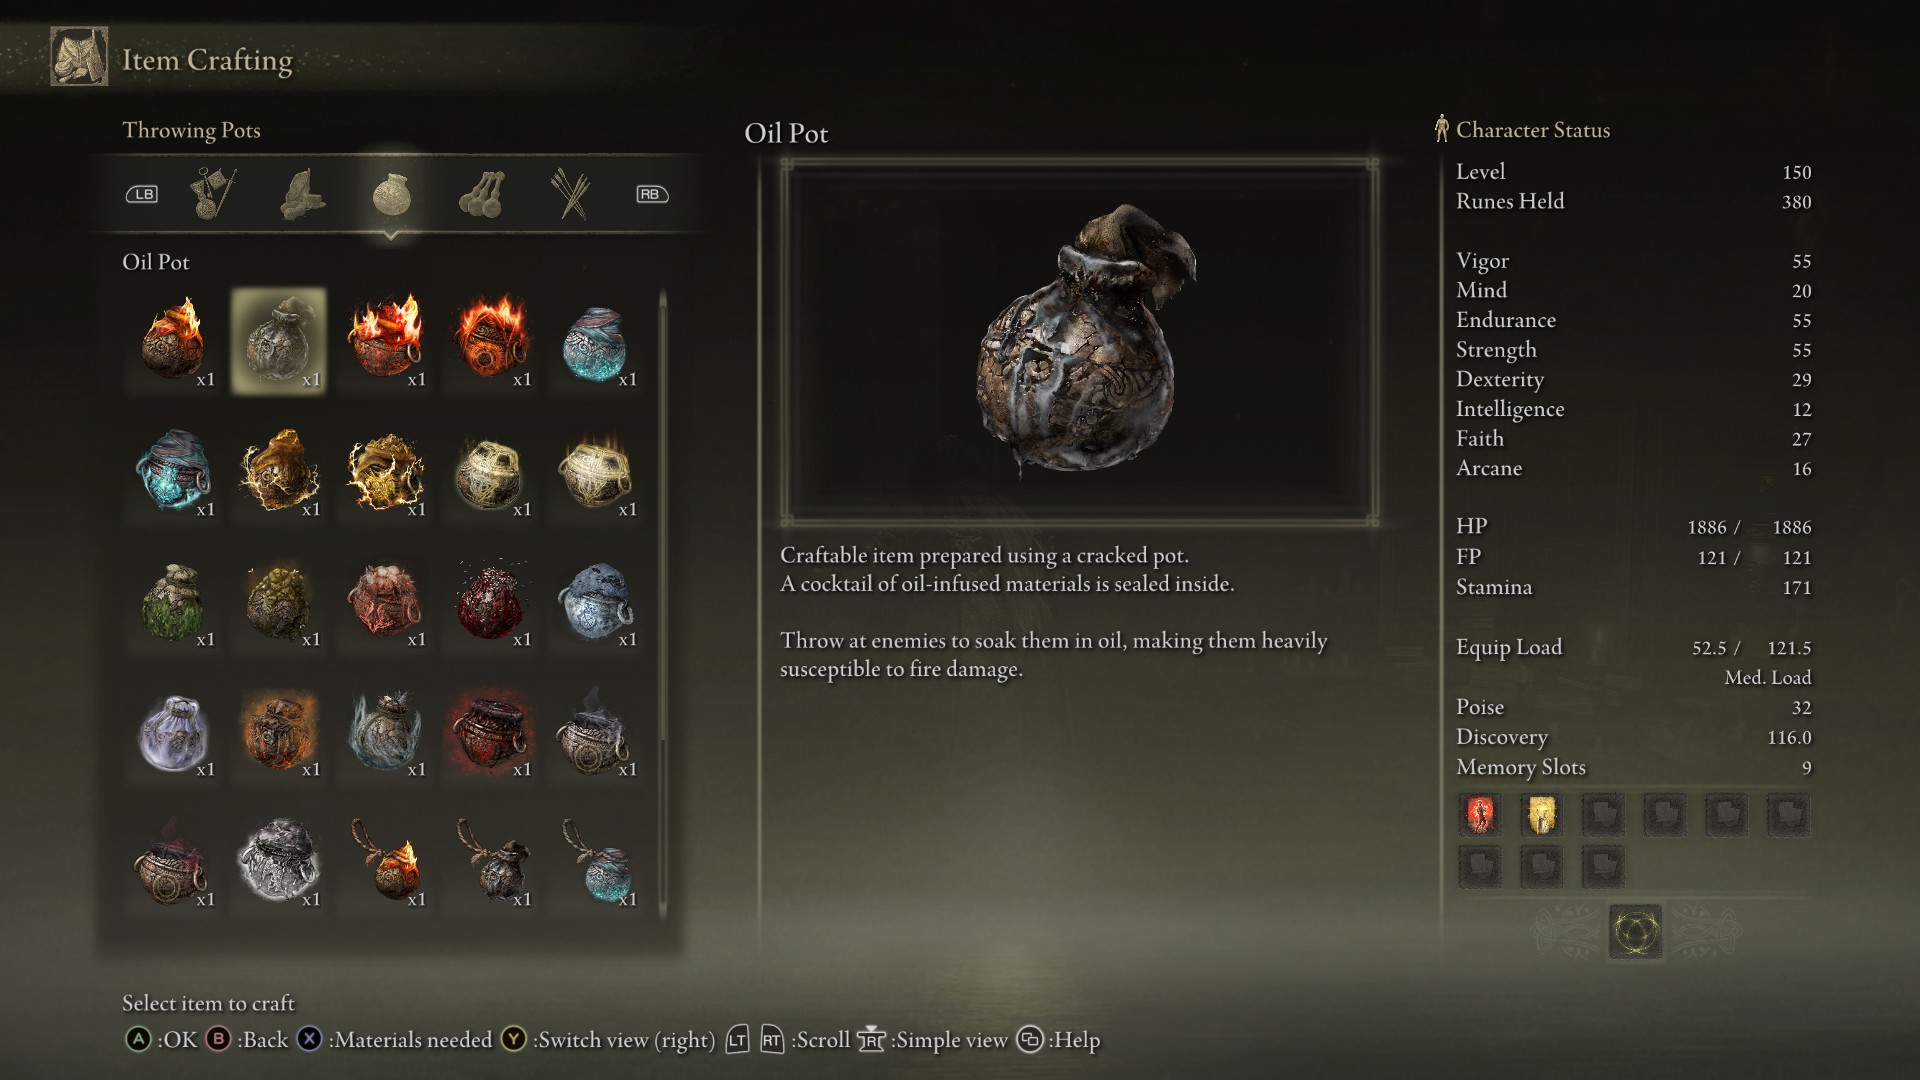 Item Crafting
Throwing Pots
LB
RB
Oil Pot
x1 x1 x1 x1 x1
x1 x1 x1 x1 x1
x1 x1 x1 x1 x1
x1 x1 x1 x1 x1
x1 x1 x1 x1 x1
Oil Pot
Craftable item prepared using a cracked pot.
A cocktail of oil-infused materials is sealed inside.
Throw at enemies to soak them in oil, making them heavily
susceptible to fire damage.
Character Status
Level 150
Runes Held 380
Vigor 55
Mind 20
Endurance 55
Strength 55
Dexterity 29
Intelligence 12
Faith 27
Arcane 16
HP 1886 / 1886
FP 121 / 121
Stamina 171
Equip Load 52.5 / 121.5
Med. Load
Poise 32
Discovery 116.0
Memory Slots 9
Select item to craft
A :OK B :Back X :Materials needed Y :Switch view (right) LT RT :Scroll R :Simple view :Help